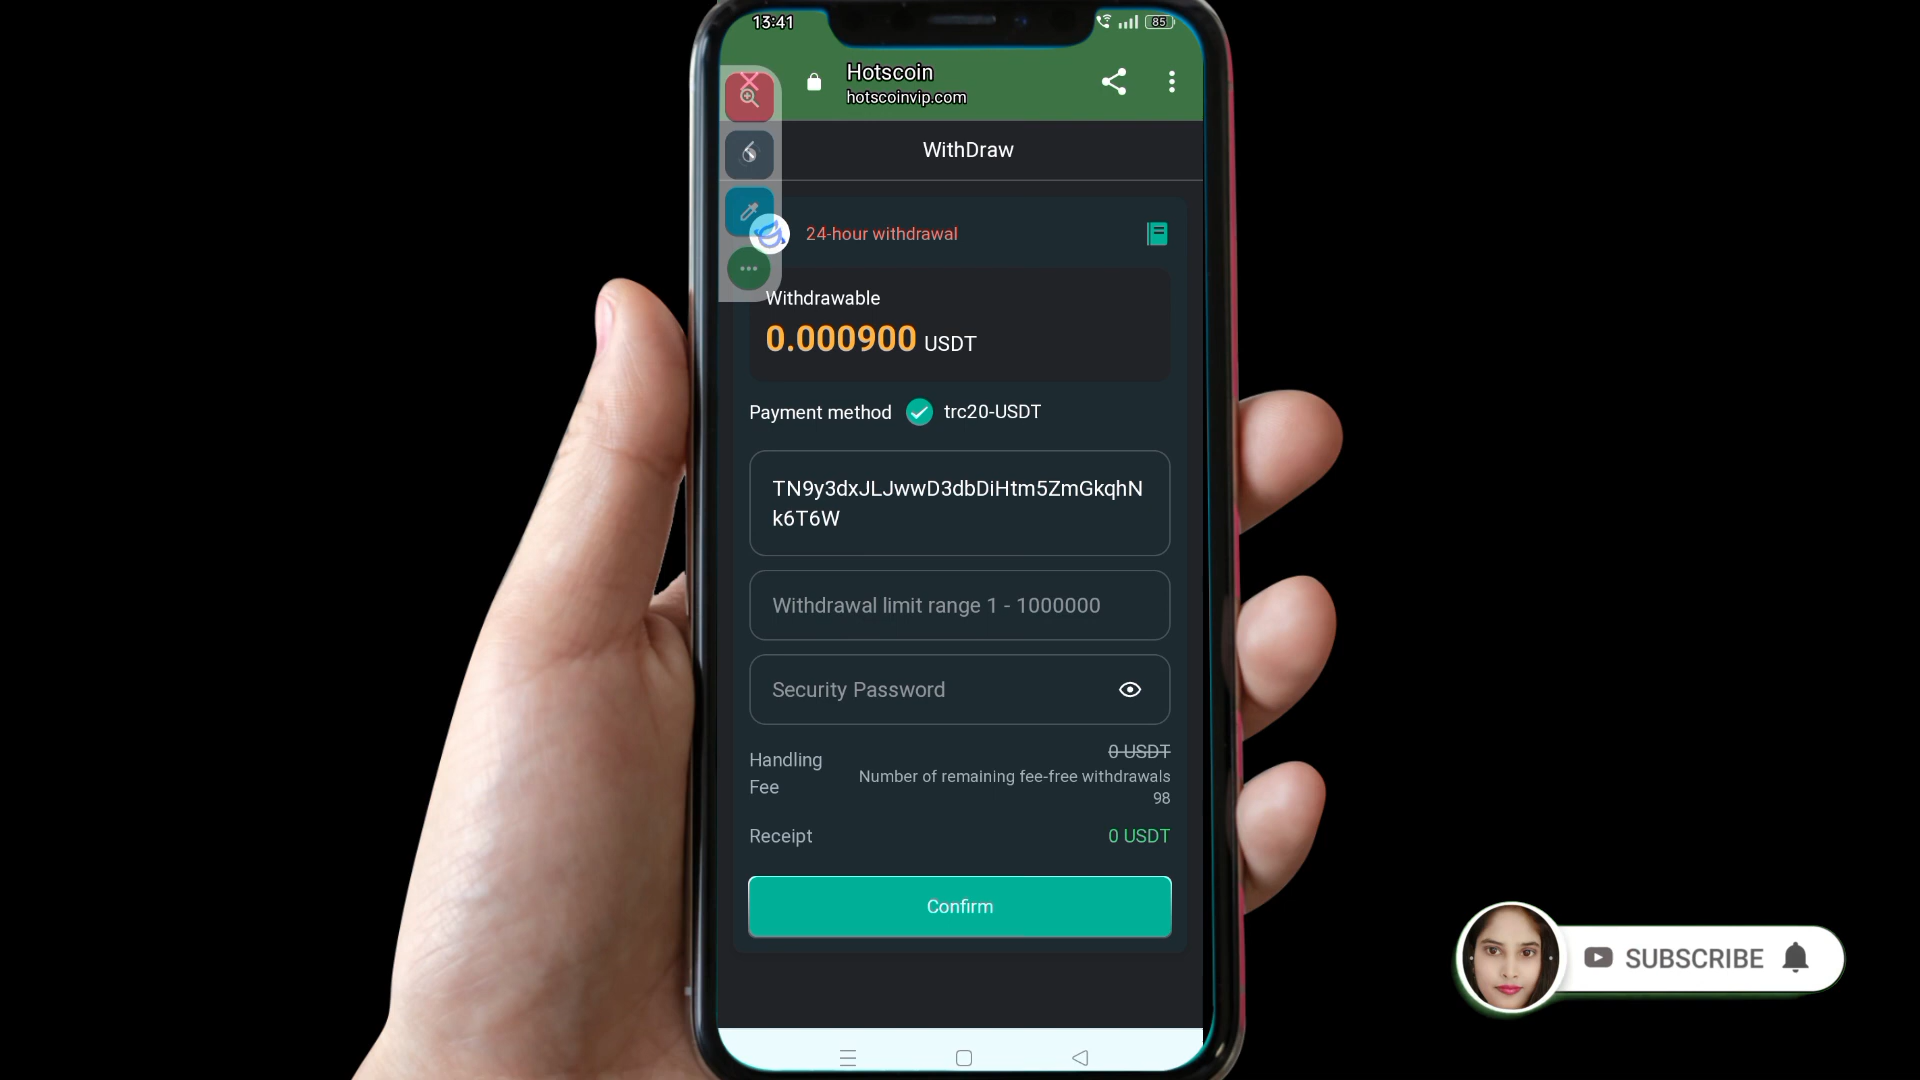 13:41
85
Hotscoin
hotscoinvip.com
WithDraw
24-hour withdrawal
Withdrawable
0.000900 USDT
Payment method trc20-USDT
TN9y3dxJLJwwD3dbDiHtm5ZmGkqhN
k6T6W
Withdrawal limit range 1 - 1000000
Security Password
Handling
Fee
0 USDT
Number of remaining fee-free withdrawals
98
Receipt 0 USDT
Confirm
SUBSCRIBE